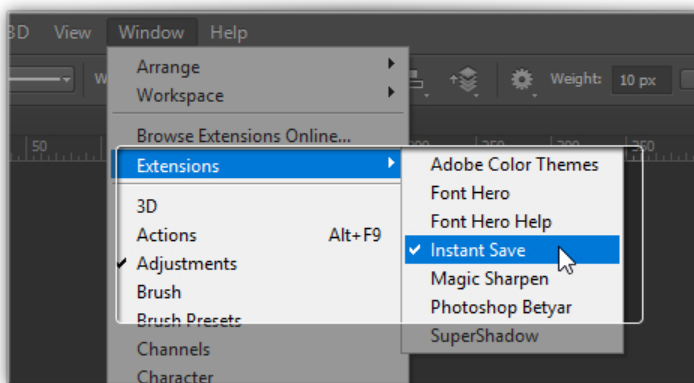 3D View Window Help
Weight: 10 px
Arrange
Workspace
Browse Extensions Online...
50 300 350
Extensions
Adobe Color Themes
Font Hero
Font Hero Help
Instant Save
Magic Sharpen
Photoshop Betyar
SuperShadow
3D
Actions Alt+F9
Adjustments
Brush
Brush Presets
Channels
Character